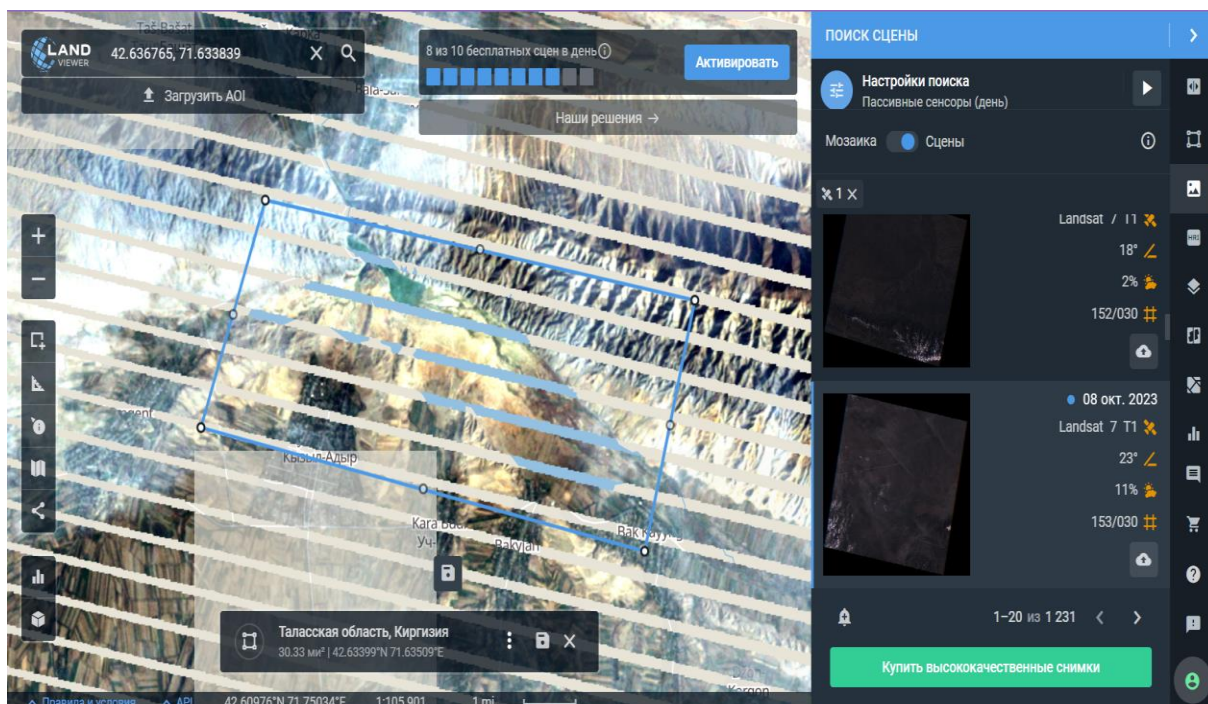 LAND
VIEWER
42.636765, 71.633839
Загрузить AOI
8 из 10 бесплатных сцен в день
Активировать
Наши решения →
Кызыл-Адыр
Bakyjan
Таласская область, Киргизия
30.33 ми² | 42.63399°N 71.63509°E
Правила и условия
API
42.60976°N 71.75034°E
1:105 901
1 mi
ПОИСК СЦЕНЫ
Настройки поиска
Пассивные сенсоры (день)
Мозаика
Сцены
1 X
Landsat 7 T1
18°
2%
152/030
08 окт. 2023
Landsat 7 T1
23°
11%
153/030
HRS
1–20 из 1 231
Купить высококачественные снимки